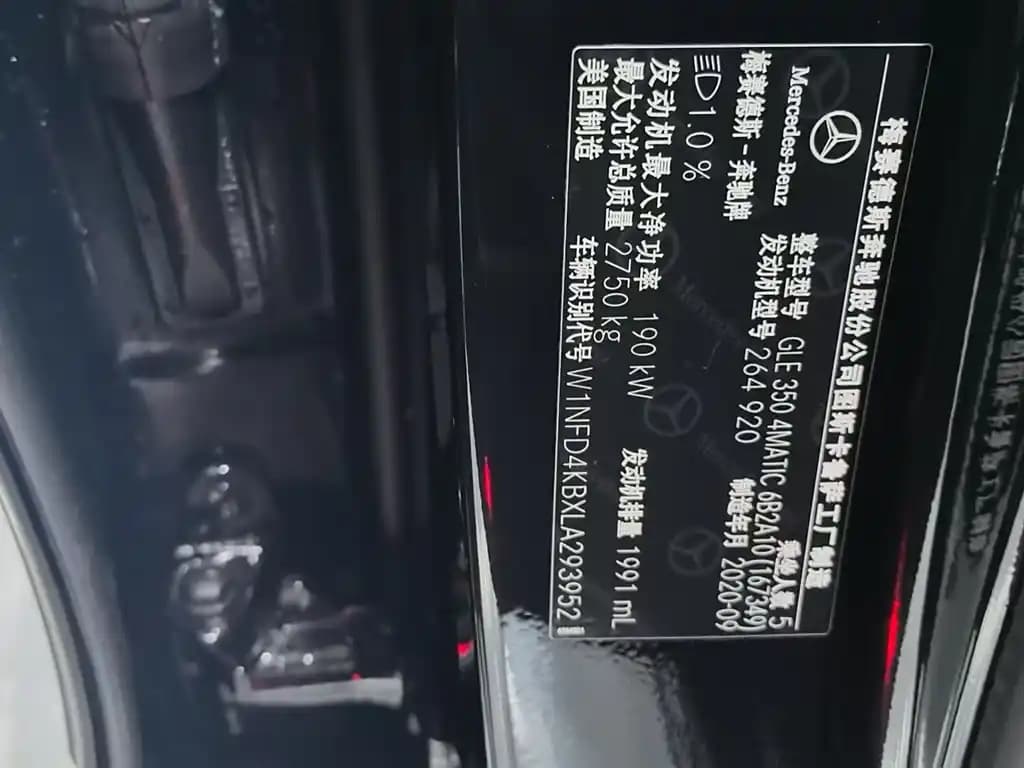 梅赛德斯奔驰股份公司图斯卡鲁萨工厂制造
Mercedes-Benz
整车型号 GLE 350 4MATIC 6B2A10(167349)
乘坐人数 5
梅赛德斯-奔驰牌
发动机型号 264 920
制造年月 2020-09
1.0 %
发动机最大净功率 190 kW
发动机排量 1991 mL
最大允许总质量 2750 kg
美国制造
车辆识别代号 W1NFD4KBXLA293952